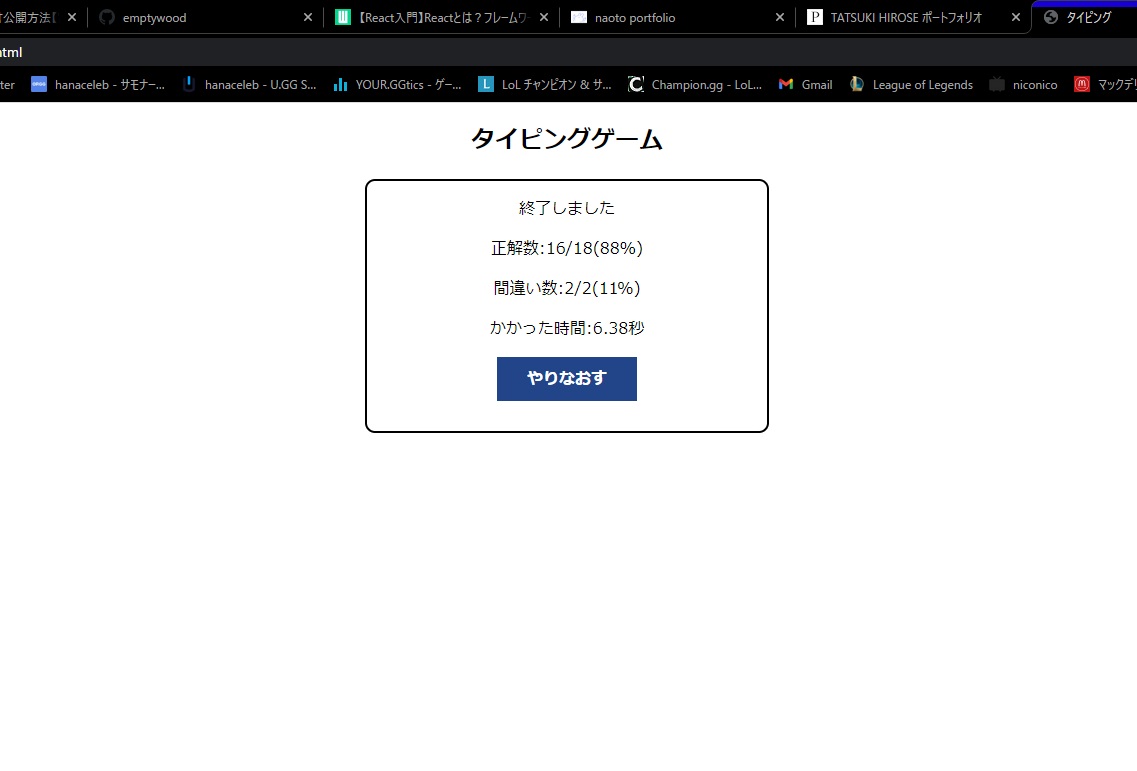 公開方法【
emptywood
【React入門】Reactとは？フレームワ
naoto portfolio
P TATSUKI HIROSE ポートフォリオ
タイピング
html
ter
hanaceleb - サモナー...
hanaceleb - U.GG S...
YOUR.GGtics - ゲー...
L LoL チャンピオン & サ...
Champion.gg - LoL...
Gmail
League of Legends
niconico
マックデリ
タイピングゲーム
終了しました
正解数:16/18(88%)
間違い数:2/2(11%)
かかった時間:6.38秒
やりなおす